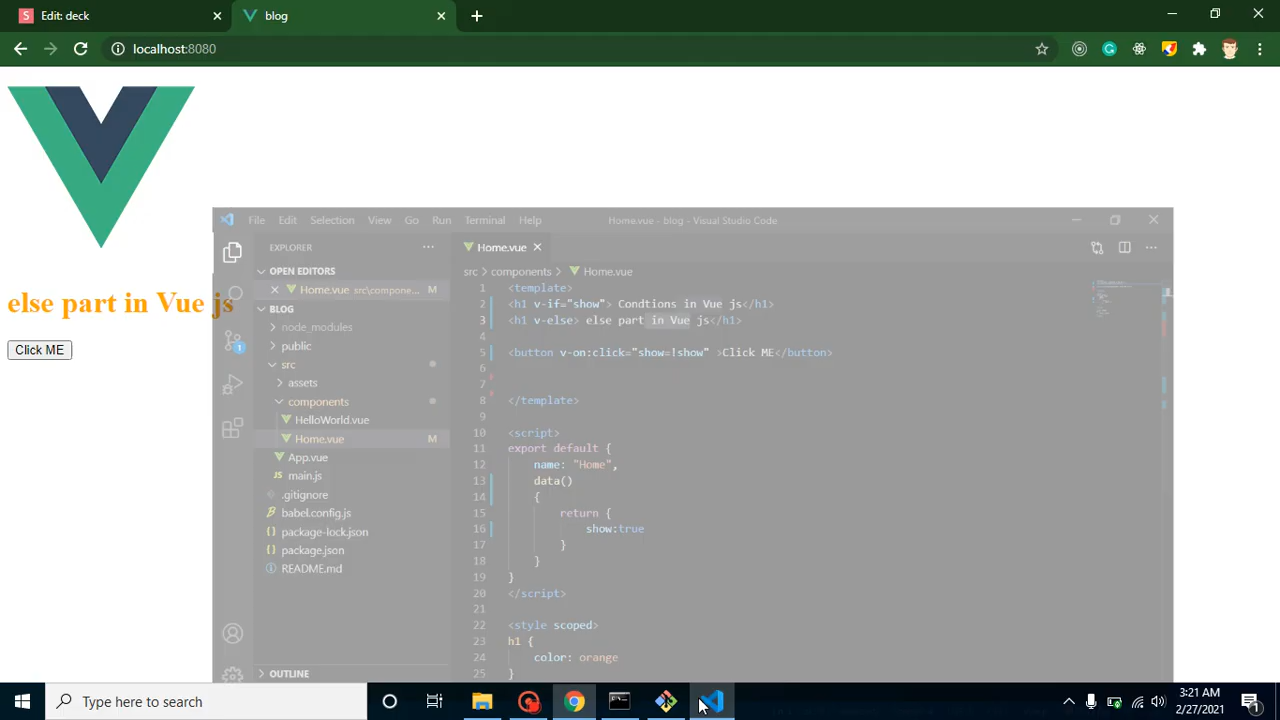 Edit: deck
blog
localhost:8080
else part in Vue js
Click ME
File Edit Selection View Go Run Terminal Help
Home.vue - blog - Visual Studio Code
EXPLORER
OPEN EDITORS
Home.vue src\compone... M
BLOG
node_modules
public
src
assets
components
HelloWorld.vue
Home.vue M
App.vue
main.js
.gitignore
babel.config.js
package-lock.json
package.json
README.md
OUTLINE
1
Home.vue
src > components > Home.vue
1 <template>
2 <h1 v-if="show"> Condtions in Vue js</h1>
3 <h1 v-else> else part in Vue js</h1>
4
5 <button v-on:click="show=!show" >Click ME</button>
6
7
8 </template>
9
10 <script>
11 export default {
12 name: "Home",
13 data()
14 {
15 return {
16 show:true
17 }
18 }
19 }
20 </script>
21
22 <style scoped>
23 h1 {
24 color: orange
25 }
Type here to search
3:21 AM
2/27/2021
1